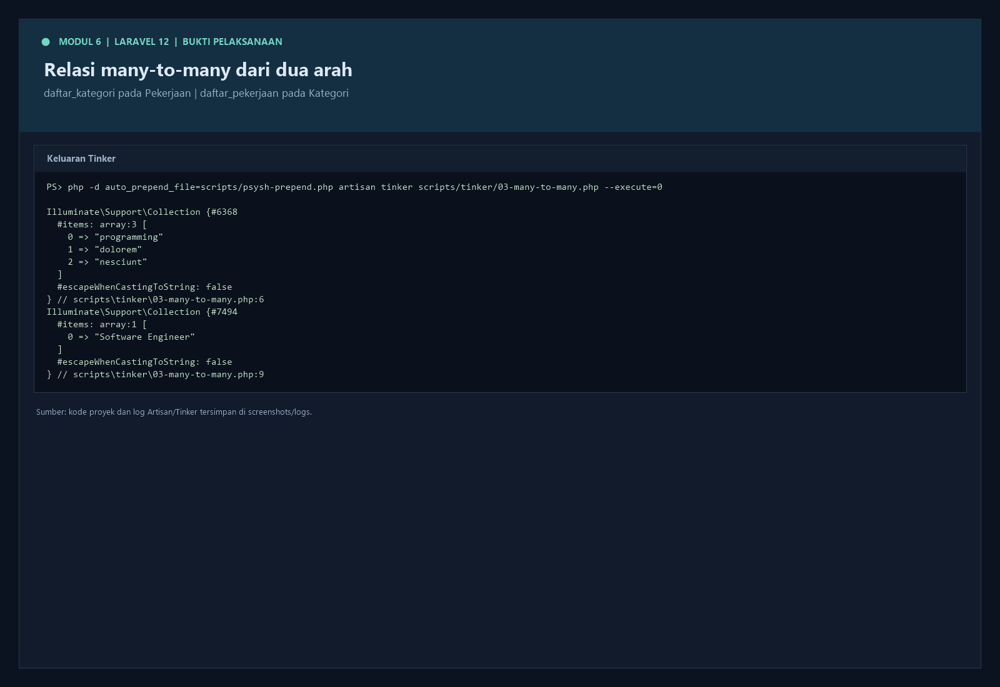 MODUL 6 | LARAVEL 12 | BUKTI PELAKSANAAN
Relasi many-to-many dari dua arah
daftar_kategori pada Pekerjaan | daftar_pekerjaan pada Kategori
Keluaran Tinker
PS> php -d auto_prepend_file=scripts/psysh-prepend.php artisan tinker scripts/tinker/03-many-to-many.php --execute=0
Illuminate\Support\Collection {#6368
  #items: array:3 [
    0 => "programming"
    1 => "dolorem"
    2 => "nesciunt"
  ]
  #escapeWhenCastingToString: false
} // scripts\tinker\03-many-to-many.php:6
Illuminate\Support\Collection {#7494
  #items: array:1 [
    0 => "Software Engineer"
  ]
  #escapeWhenCastingToString: false
} // scripts\tinker\03-many-to-many.php:9
Sumber: kode proyek dan log Artisan/Tinker tersimpan di screenshots/logs.